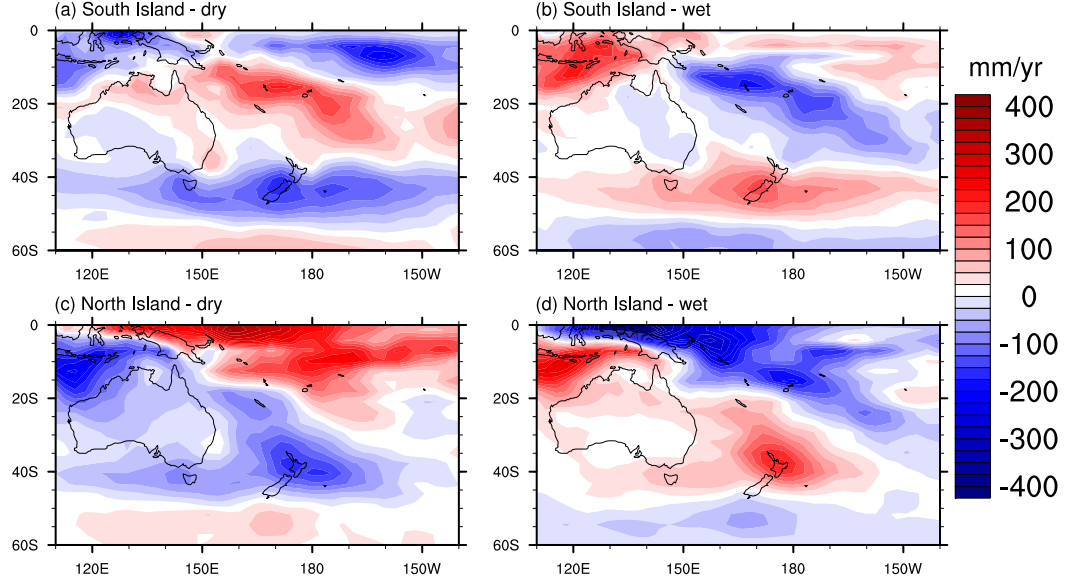 (a) South Island - dry
(b) South Island - wet
0
20S
40S
60S
120E 150E 180 150W
0
20S
40S
60S
120E 150E 180 150W
mm/yr
400
300
200
100
0
-100
-200
-300
-400
(c) North Island - dry
(d) North Island - wet
0
20S
40S
60S
120E 150E 180 150W
0
20S
40S
60S
120E 150E 180 150W